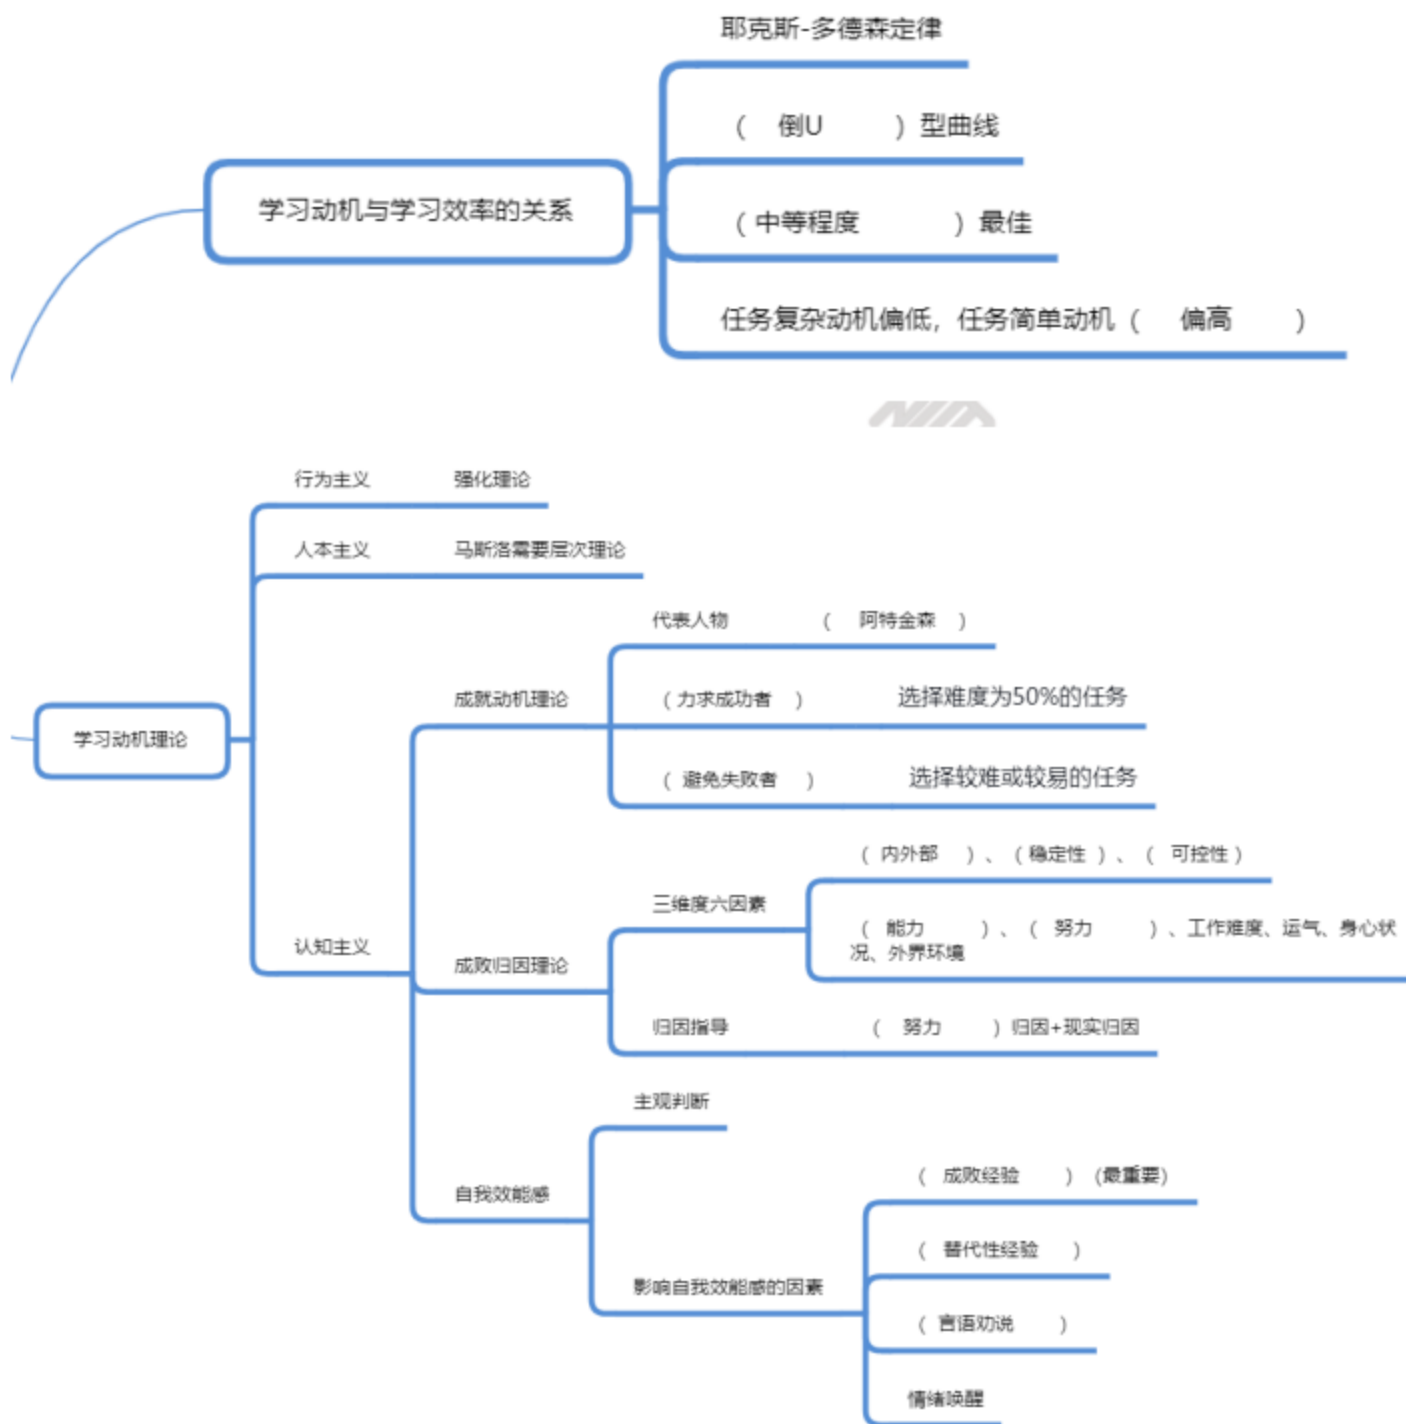 耶克斯-多德森定律
（ 倒U ）型曲线
学习动机与学习效率的关系
（中等程度 ）最佳
任务复杂动机偏低，任务简单动机（ 偏高 ）
行为主义 强化理论
人本主义 马斯洛需要层次理论
代表人物 （ 阿特金森 ）
成就动机理论 （力求成功者 ） 选择难度为50%的任务
学习动机理论
（ 避免失败者 ） 选择较难或较易的任务
（ 内外部 ）、（稳定性 ）、（ 可控性）
三维度六因素
（ 能力 ）、（ 努力 ）、工作难度、运气、身心状
况、外界环境
认知主义
成败归因理论
归因指导 （ 努力 ）归因+现实归因
主观判断
（ 成败经验 ）（最重要）
自我效能感
（ 替代性经验 ）
影响自我效能感的因素
（ 言语劝说 ）
情绪唤醒